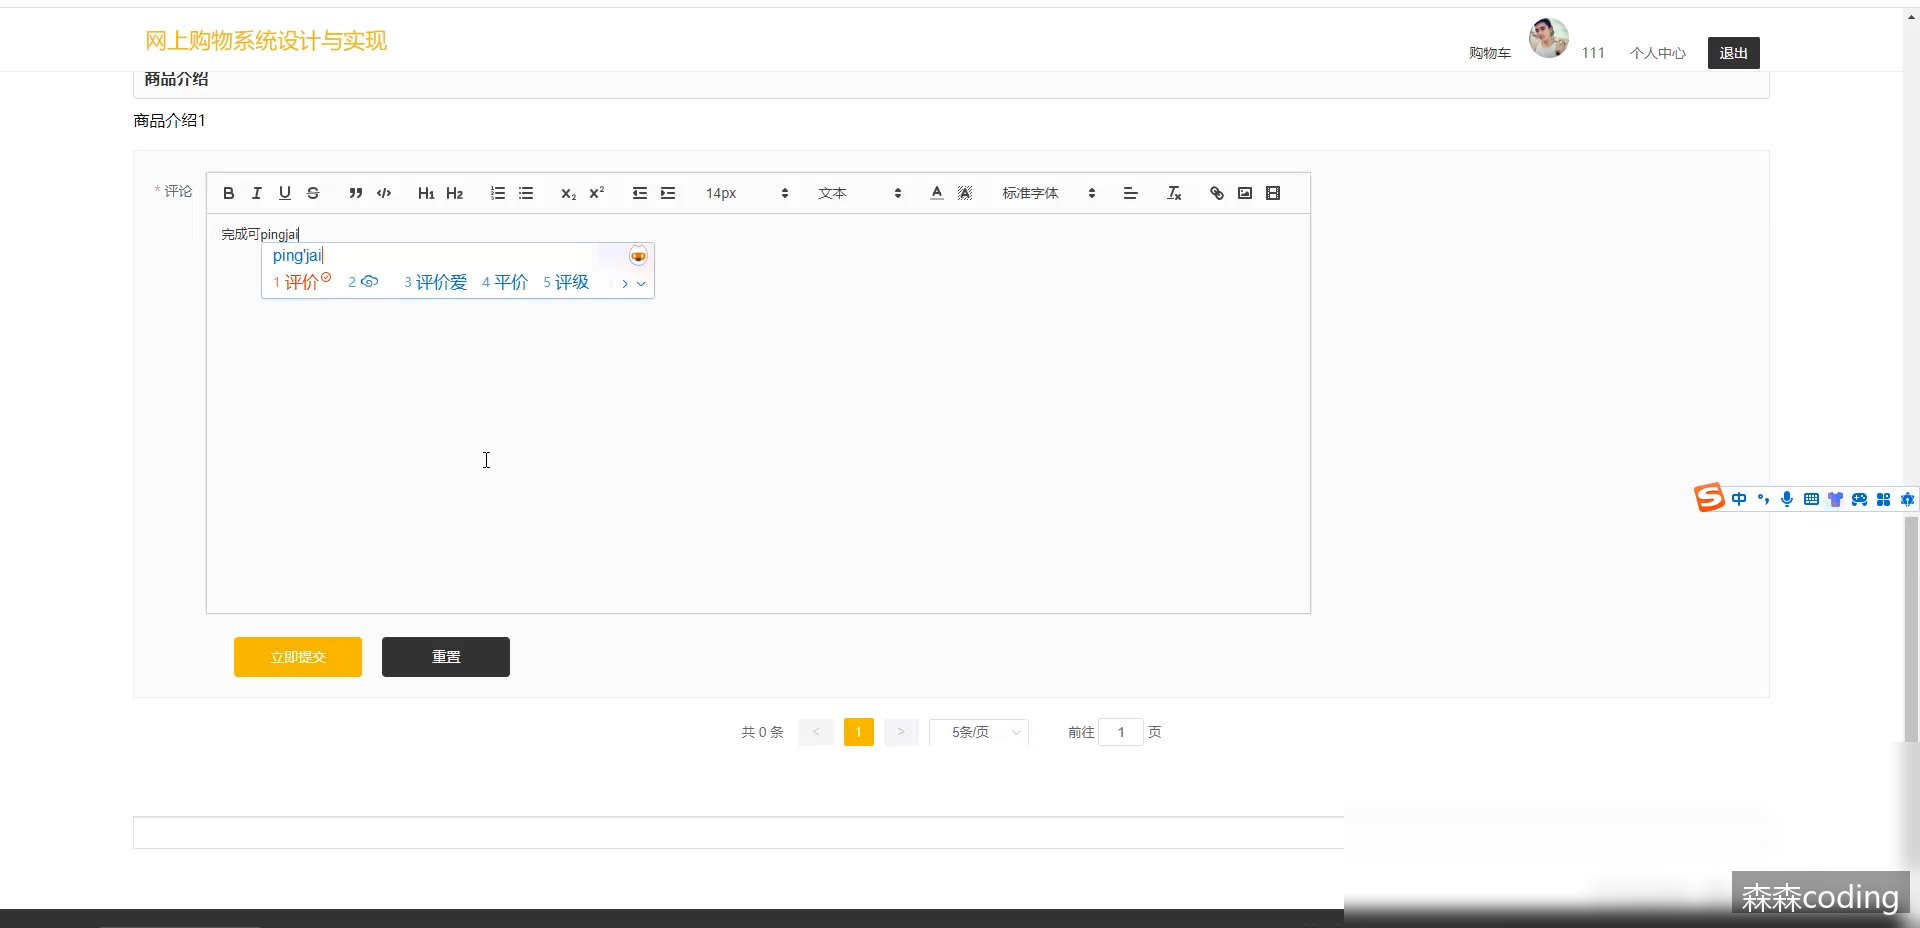 网上购物系统设计与实现
购物车 111 个人中心 退出
商品介绍
商品介绍1
* 评论
B I U S H1 H2 X2 X2 14px 文本 A A 标准字体 Tx
完成可pingjai
ping'jai
1 评价 2 3 评价爱 4 平价 5 评级
中
立即提交 重置
共 0 条 < 1 > 5条/页 前往 1 页
森森coding